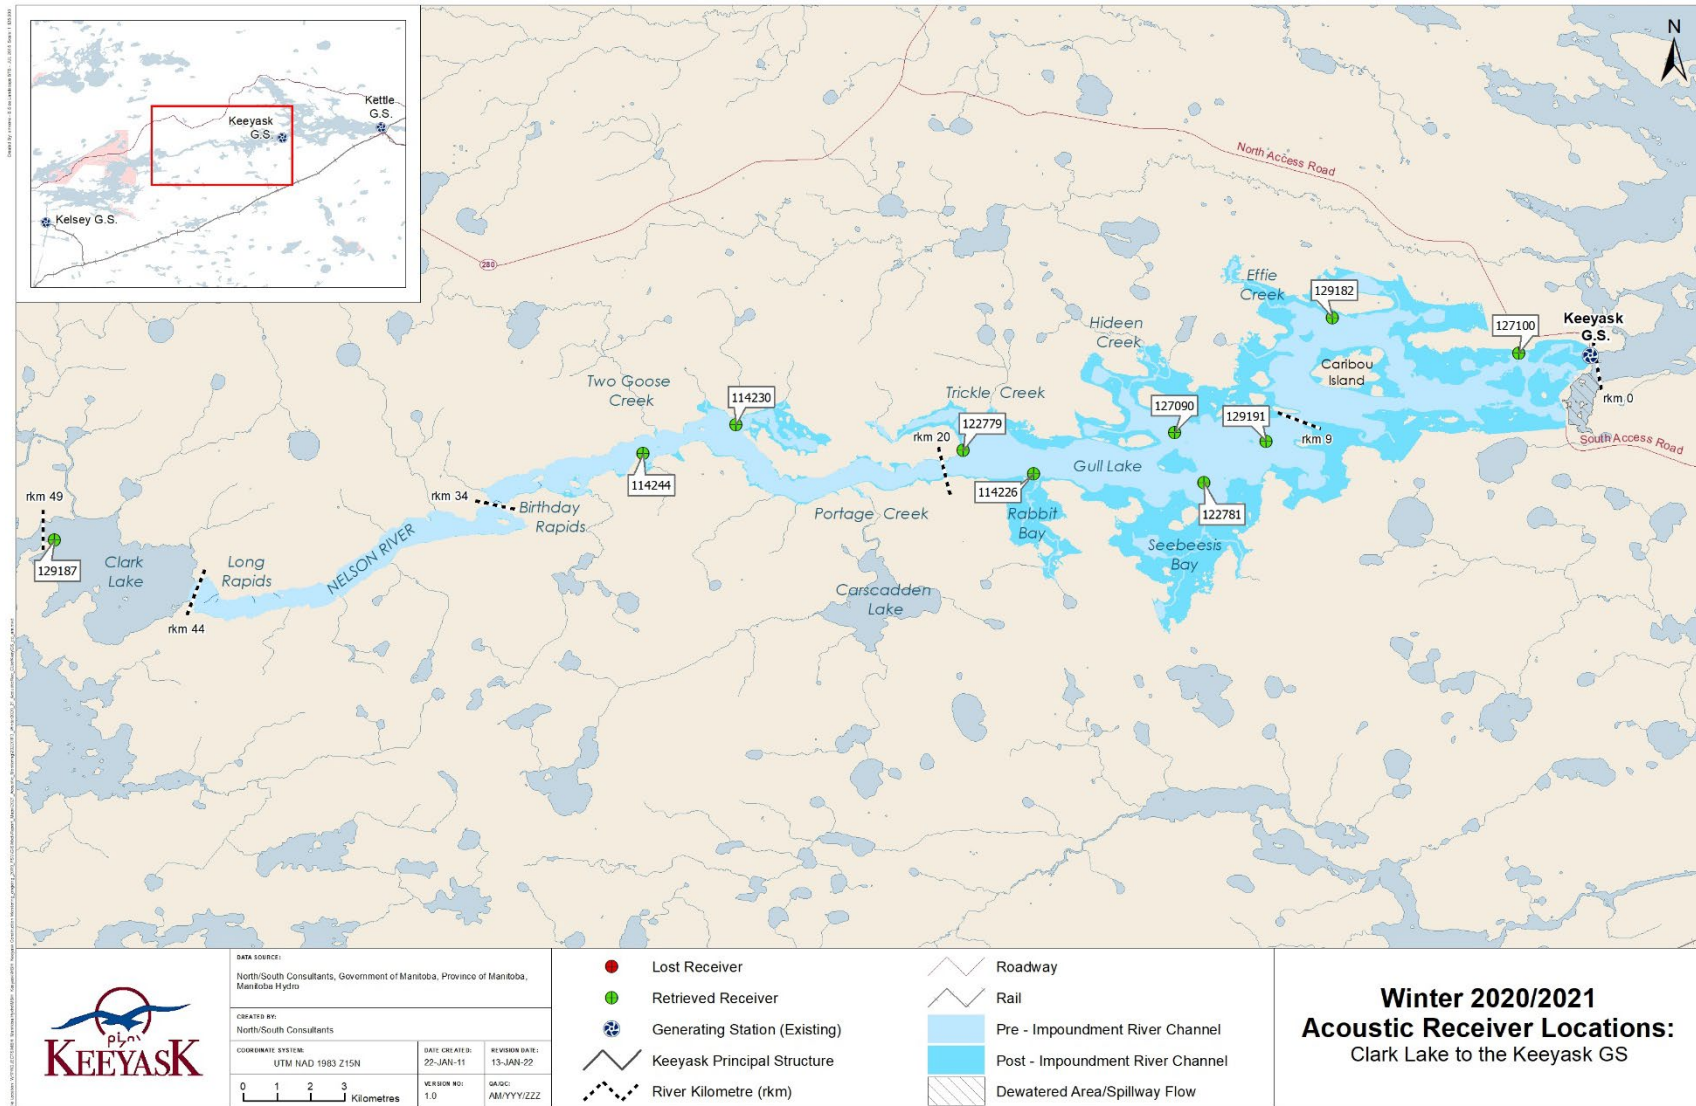 N
Kettle
G.S.
Keeyask
G.S.
Kelsey G.S.
North Access Road
280
Effie
Creek
129182
127100
Keeyask
G.S.
Hideen
Creek
Caribou
Island
rkm 0
Two Goose
Creek
114230
Trickle Creek
122779
127090
129191
rkm 9
South Access Road
rkm 20
Gull Lake
114244
114226
Rabbit
Bay
122781
Seebeesis
Bay
rkm 49
rkm 34
Birthday
Rapids
Portage Creek
NELSON RIVER
129187
Clark
Lake
Long
Rapids
rkm 44
Carscadden
Lake
KEEYASK
DATA SOURCE:
North/South Consultants, Government of Manitoba, Province of Manitoba,
Manitoba Hydro
CREATED BY:
North/South Consultants
COORDINATE SYSTEM:
UTM NAD 1983 Z15N
DATE CREATED:
22-JAN-11
REVISION DATE:
13-JAN-22
0 1 2 3 Kilometres
VERSION NO:
1.0
QA/QC:
AM/YYY/ZZZ
Lost Receiver
Retrieved Receiver
Generating Station (Existing)
Keeyask Principal Structure
River Kilometre (rkm)
Roadway
Rail
Pre - Impoundment River Channel
Post - Impoundment River Channel
Dewatered Area/Spillway Flow
Winter 2020/2021
Acoustic Receiver Locations:
Clark Lake to the Keeyask GS